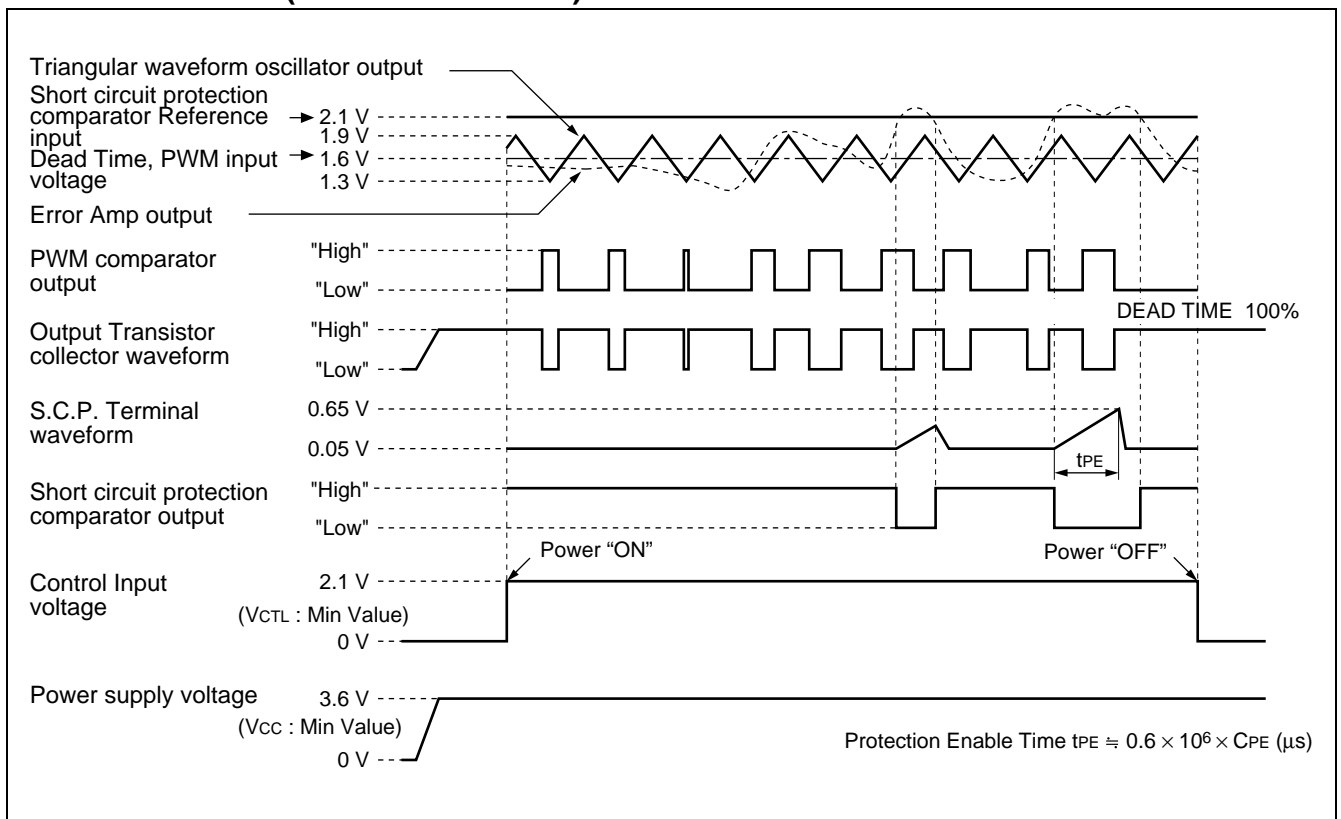 Triangular waveform oscillator output
Short circuit protection
comparator Reference
input
2.1 V
1.9 V
Dead Time, PWM input
voltage
1.6 V
1.3 V
Error Amp output
PWM comparator
output
"High"
"Low"
DEAD TIME 100%
Output Transistor
collector waveform
"High"
"Low"
S.C.P. Terminal
waveform
0.65 V
0.05 V
tPE
Short circuit protection
comparator output
"High"
"Low"
Power “ON”
Power “OFF”
Control Input
voltage
2.1 V
(VCTL : Min Value)
0 V
Power supply voltage
3.6 V
(VCC : Min Value)
0 V
Protection Enable Time tPE ≒ 0.6 × 10⁶ × CPE (μs)